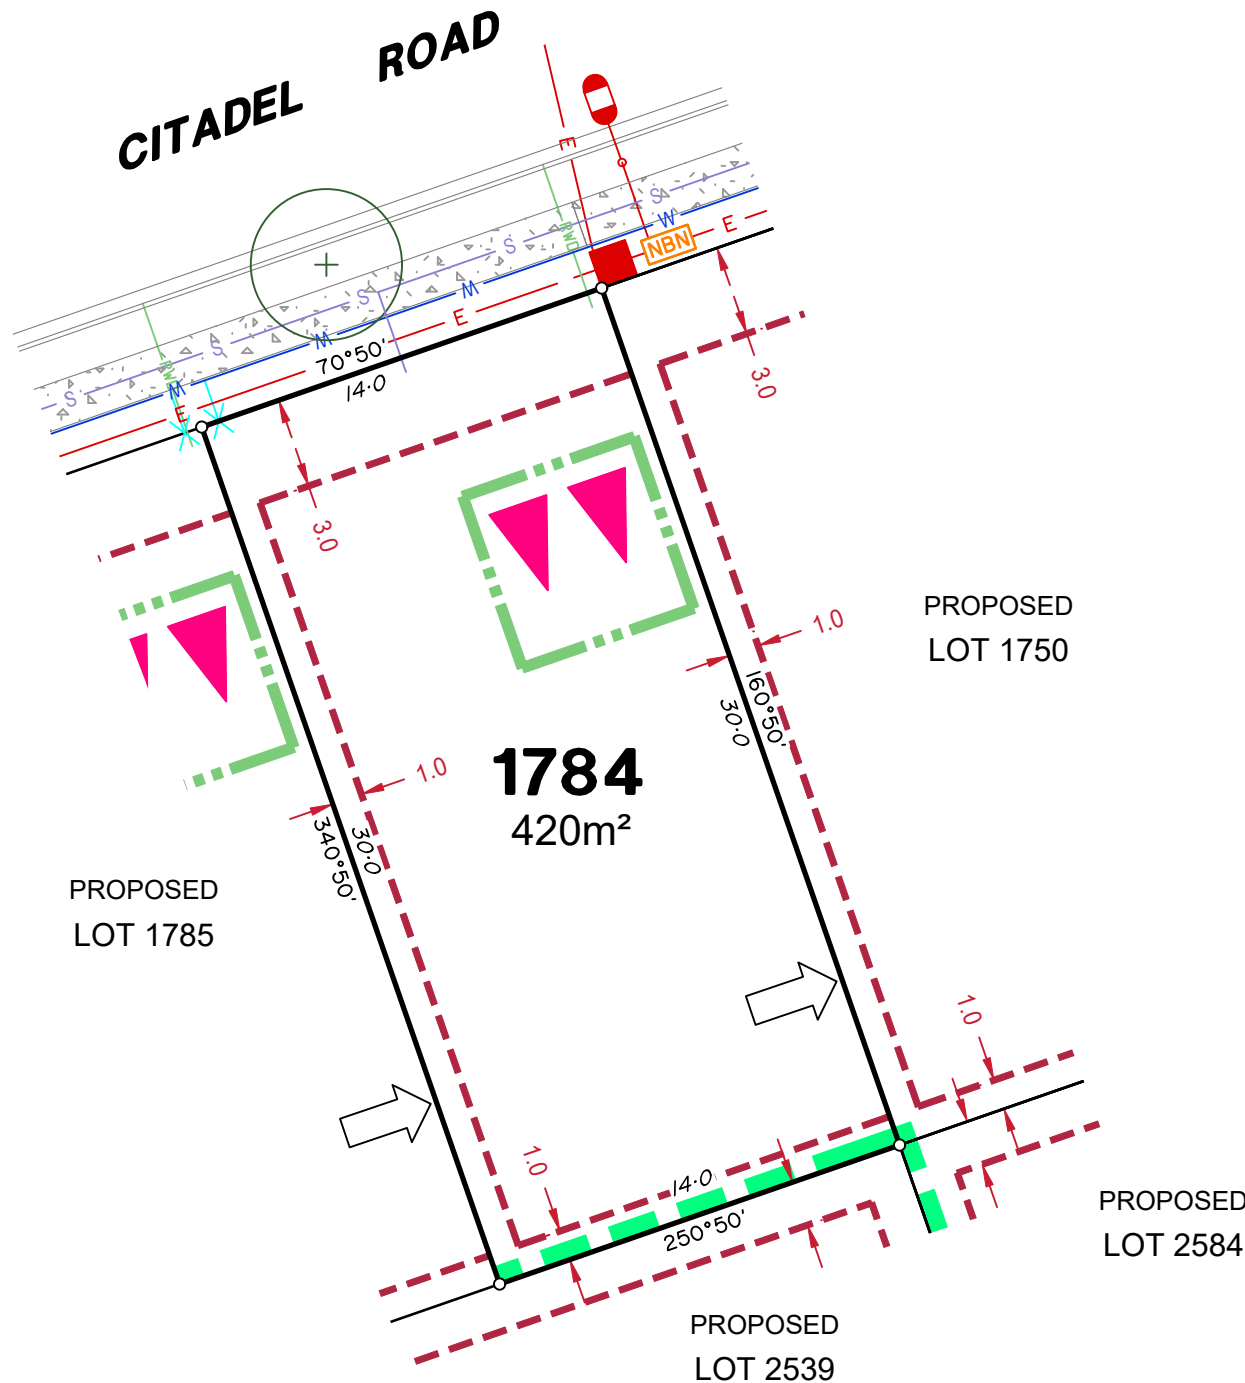 CITADEL ROAD
E
RWD
S
W
E
NBN
S
W
E
S
W
S
RWD
W
S
E
70°50'
14·0
3.0
3.0
1.0
PROPOSED
LOT 1750
160°50'
30·0
1784
420m²
1.0
30·0
340°50'
PROPOSED
LOT 1785
1.0
1.0
14·0
250°50'
PROPOSED
LOT 2584
PROPOSED
LOT 2539